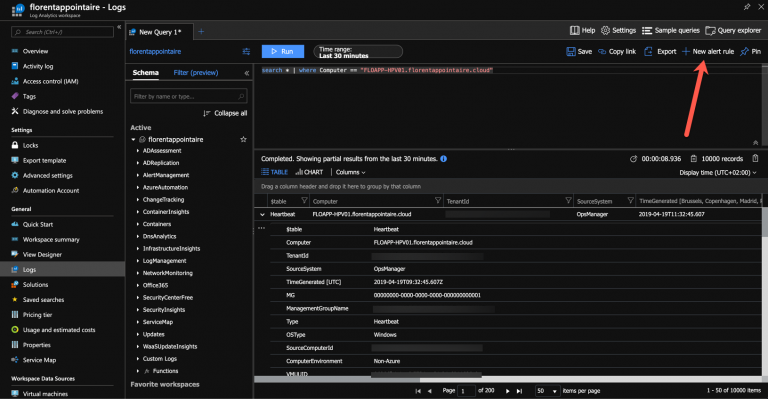 florentappointaire - Logs
Log Analytics workspace
Search (Ctrl+/)
Overview
Activity log
Access control (IAM)
Tags
Diagnose and solve problems
Settings
Locks
Export template
Advanced settings
Automation Account
General
Quick Start
Workspace summary
View Designer
Logs
Solutions
Saved searches
Pricing tier
Usage and estimated costs
Properties
Service Map
Workspace Data Sources
Virtual machines
New Query 1*
Help
Settings
Sample queries
Query explorer
florentappointaire
Run
Time range:
Last 30 minutes
Save
Copy link
Export
New alert rule
Pin
Schema
Filter (preview)
Filter by name or type...
Collapse all
Active
florentappointaire
ADAssessment
ADReplication
AlertManagement
AzureAutomation
ChangeTracking
ContainerInsights
Containers
DnsAnalytics
InfrastructureInsights
LogManagement
NetworkMonitoring
Office365
SecurityCenterFree
SecurityInsights
ServiceMap
Updates
WaaSUpdateInsights
Custom Logs
fx Functions
Favorite workspaces
search * | where Computer == "FLOAPP-HPV01.florentappointaire.cloud"
Completed. Showing partial results from the last 30 minutes.
00:00:08.936
10000 records
TABLE
CHART
Columns
Display time (UTC+02:00)
Drag a column header and drop it here to group by that column
$table
Computer
TenantId
SourceSystem
TimeGenerated [Brussels, Copenhagen, Madrid,
Heartbeat
FLOAPP-HPV01.florentappointaire.cloud
OpsManager
2019-04-19T11:32:45.607
$table Heartbeat
Computer FLOAPP-HPV01.florentappointaire.cloud
TenantId
SourceSystem OpsManager
TimeGenerated [UTC] 2019-04-19T09:32:45.607Z
MG 00000000-0000-0000-0000-000000000001
ManagementGroupName
Type Heartbeat
OSType Windows
SourceComputerId
ComputerEnvironment Non-Azure
VMUUID
Page 1 of 200
50 items per page
1 - 50 of 10000 items